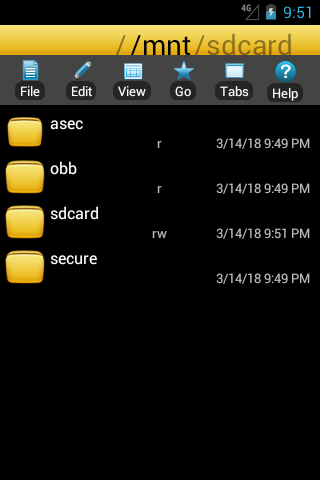 4G 9:51
/ /mnt/sdcard
File Edit View Go Tabs Help
asec
r 3/14/18 9:49 PM
obb
r 3/14/18 9:49 PM
sdcard
rw 3/14/18 9:51 PM
secure
3/14/18 9:49 PM